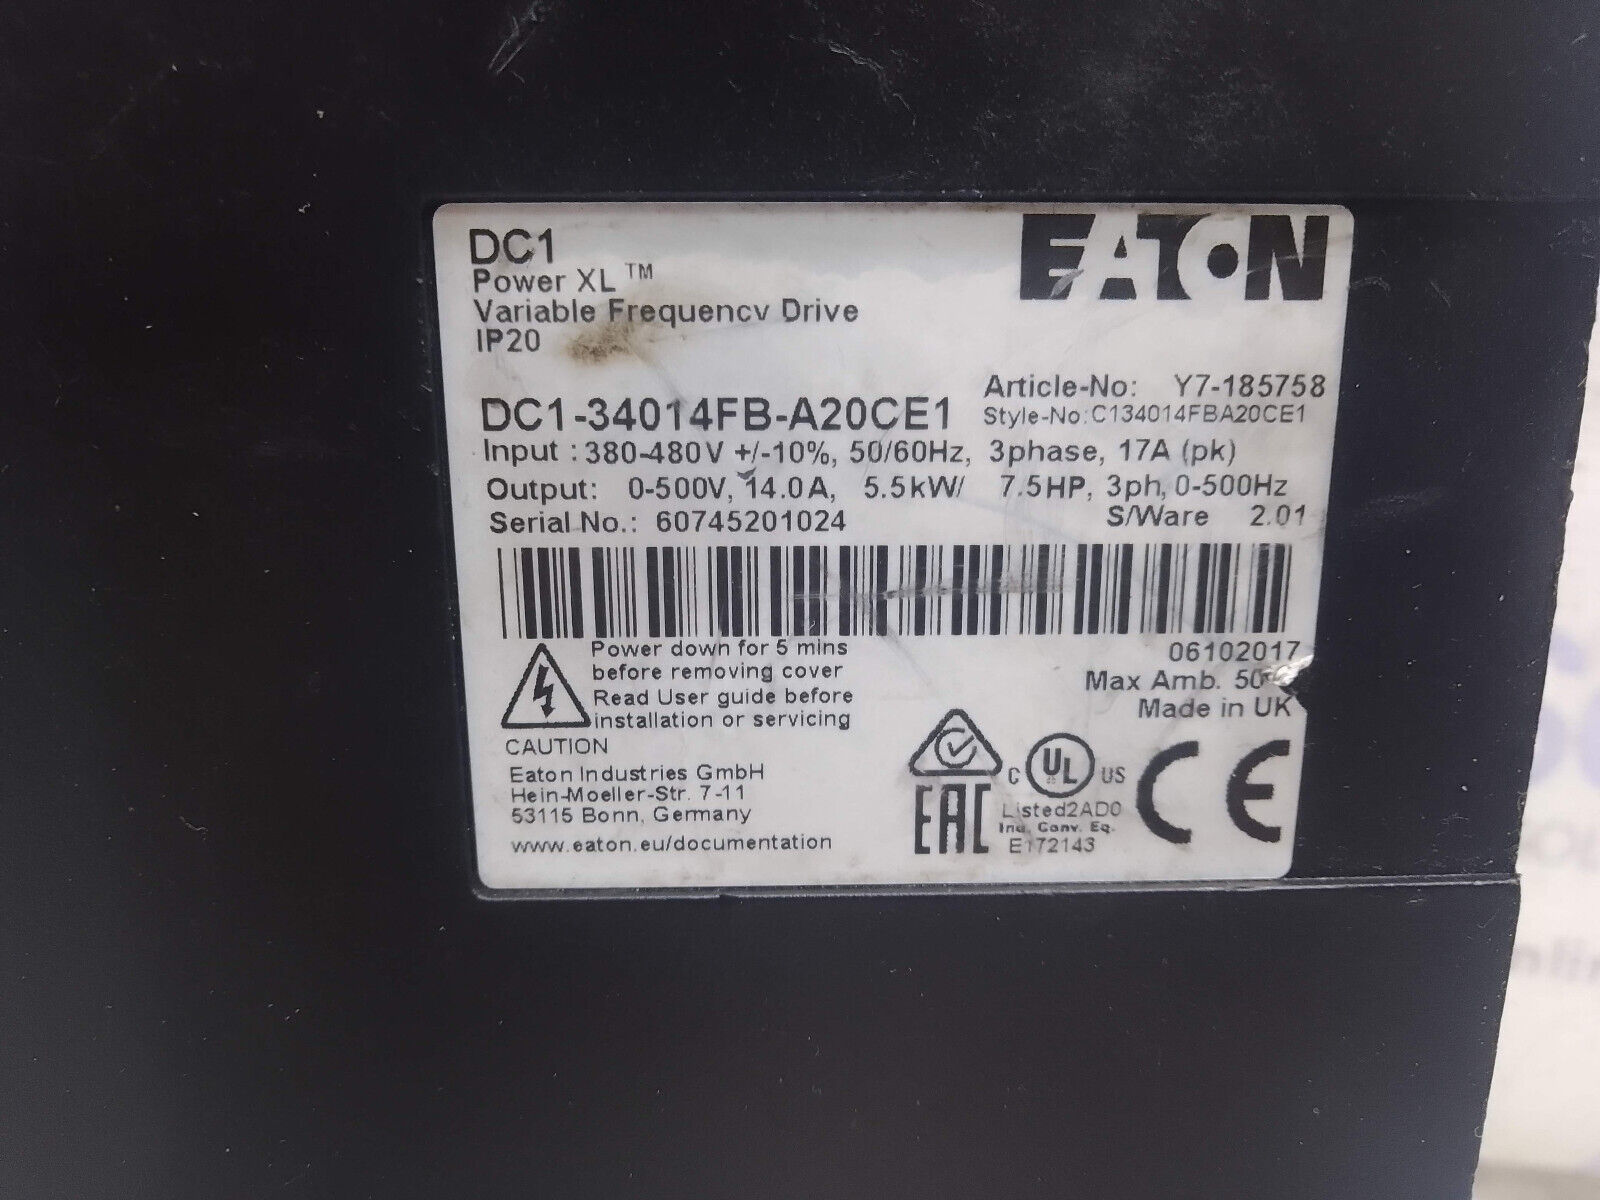 DC1
EATON
Power XL™
Variable Frequency Drive
IP20
Article-No: Y7-185758
DC1-34014FB-A20CE1
Style-No:C134014FBA20CE1
Input : 380-480V +/-10%, 50/60Hz, 3phase, 17A (pk)
Output: 0-500V, 14.0A, 5.5kW/ 7.5HP, 3ph, 0-500Hz
Serial No.: 60745201024
S/Ware 2.01
Power down for 5 mins
before removing cover
Read User guide before
installation or servicing
CAUTION
06102017
Max Amb. 50
Made in UK
Eaton Industries GmbH
Hein-Moeller-Str. 7-11
53115 Bonn, Germany
www.eaton.eu/documentation
C UL US
EAC
Listed2AD0
Ind. Conv. Eq.
E172143
CE